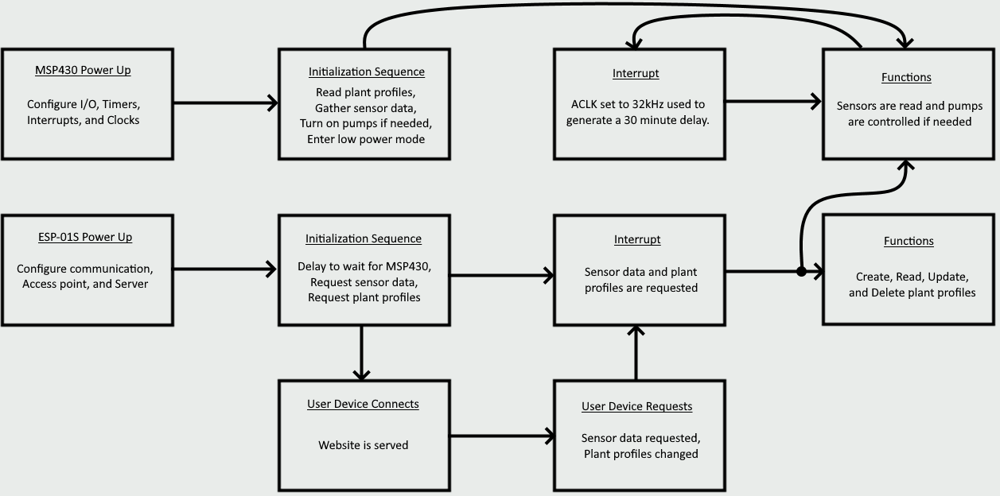 MSP430 Power Up
Configure I/O, Timers,
Interrupts, and Clocks
Initialization Sequence
Read plant profiles,
Gather sensor data,
Turn on pumps if needed,
Enter low power mode
Interrupt
ACLK set to 32kHz used to
generate a 30 minute delay.
Functions
Sensors are read and pumps
are controlled if needed
ESP-01S Power Up
Configure communication,
Access point, and Server
Initialization Sequence
Delay to wait for MSP430,
Request sensor data,
Request plant profiles
Interrupt
Sensor data and plant
profiles are requested
Functions
Create, Read, Update,
and Delete plant profiles
User Device Connects
Website is served
User Device Requests
Sensor data requested,
Plant profiles changed